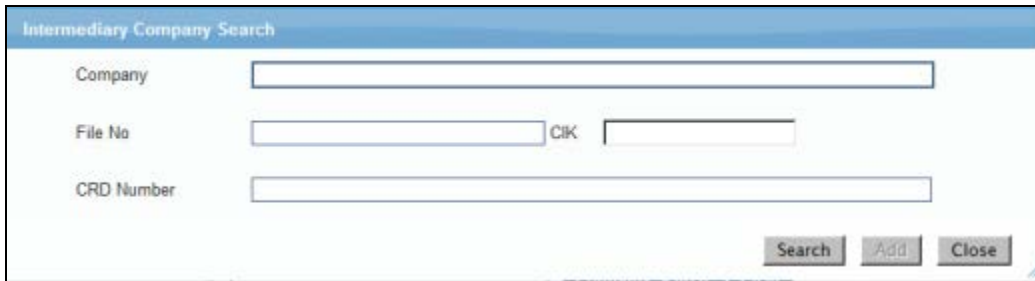 Intermediary Company Search
Company
File No CIK
CRD Number
Search Add Close